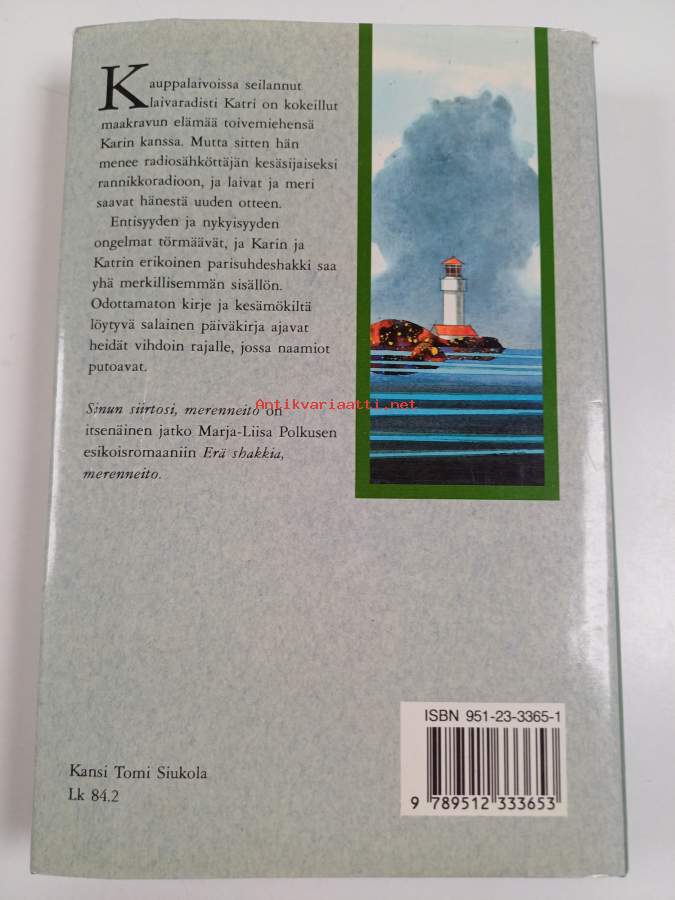 Kauppalaivoissa seilannut
laivaradisti Katri on kokeillut
maakravun elämää toivemiehensä
Karin kanssa. Mutta sitten hän
menee radiosähköttäjän kesäsijaiseksi
rannikkoradioon, ja laivat ja meri
saavat hänestä uuden otteen.
Entisyyden ja nykyisyyden
ongelmat törmäävät, ja Karin ja
Katrin erikoinen parisuhdeshakki saa
yhä merkillisemmän sisällön.
Odottamaton kirje ja kesämökiltä
löytyvä salainen päiväkirja ajavat
heidät vihdoin rajalle, jossa naamiot
putoavat.
Sinun siirtosi, merenneito on
itsenäinen jatko Marja-Liisa Polkusen
esikoisromaaniin Erä shakkia,
merenneito.
Antikvariaatti.net
ISBN 951-23-3365-1
9 789512 333653
Kansi Tomi Siukola
Lk 84.2